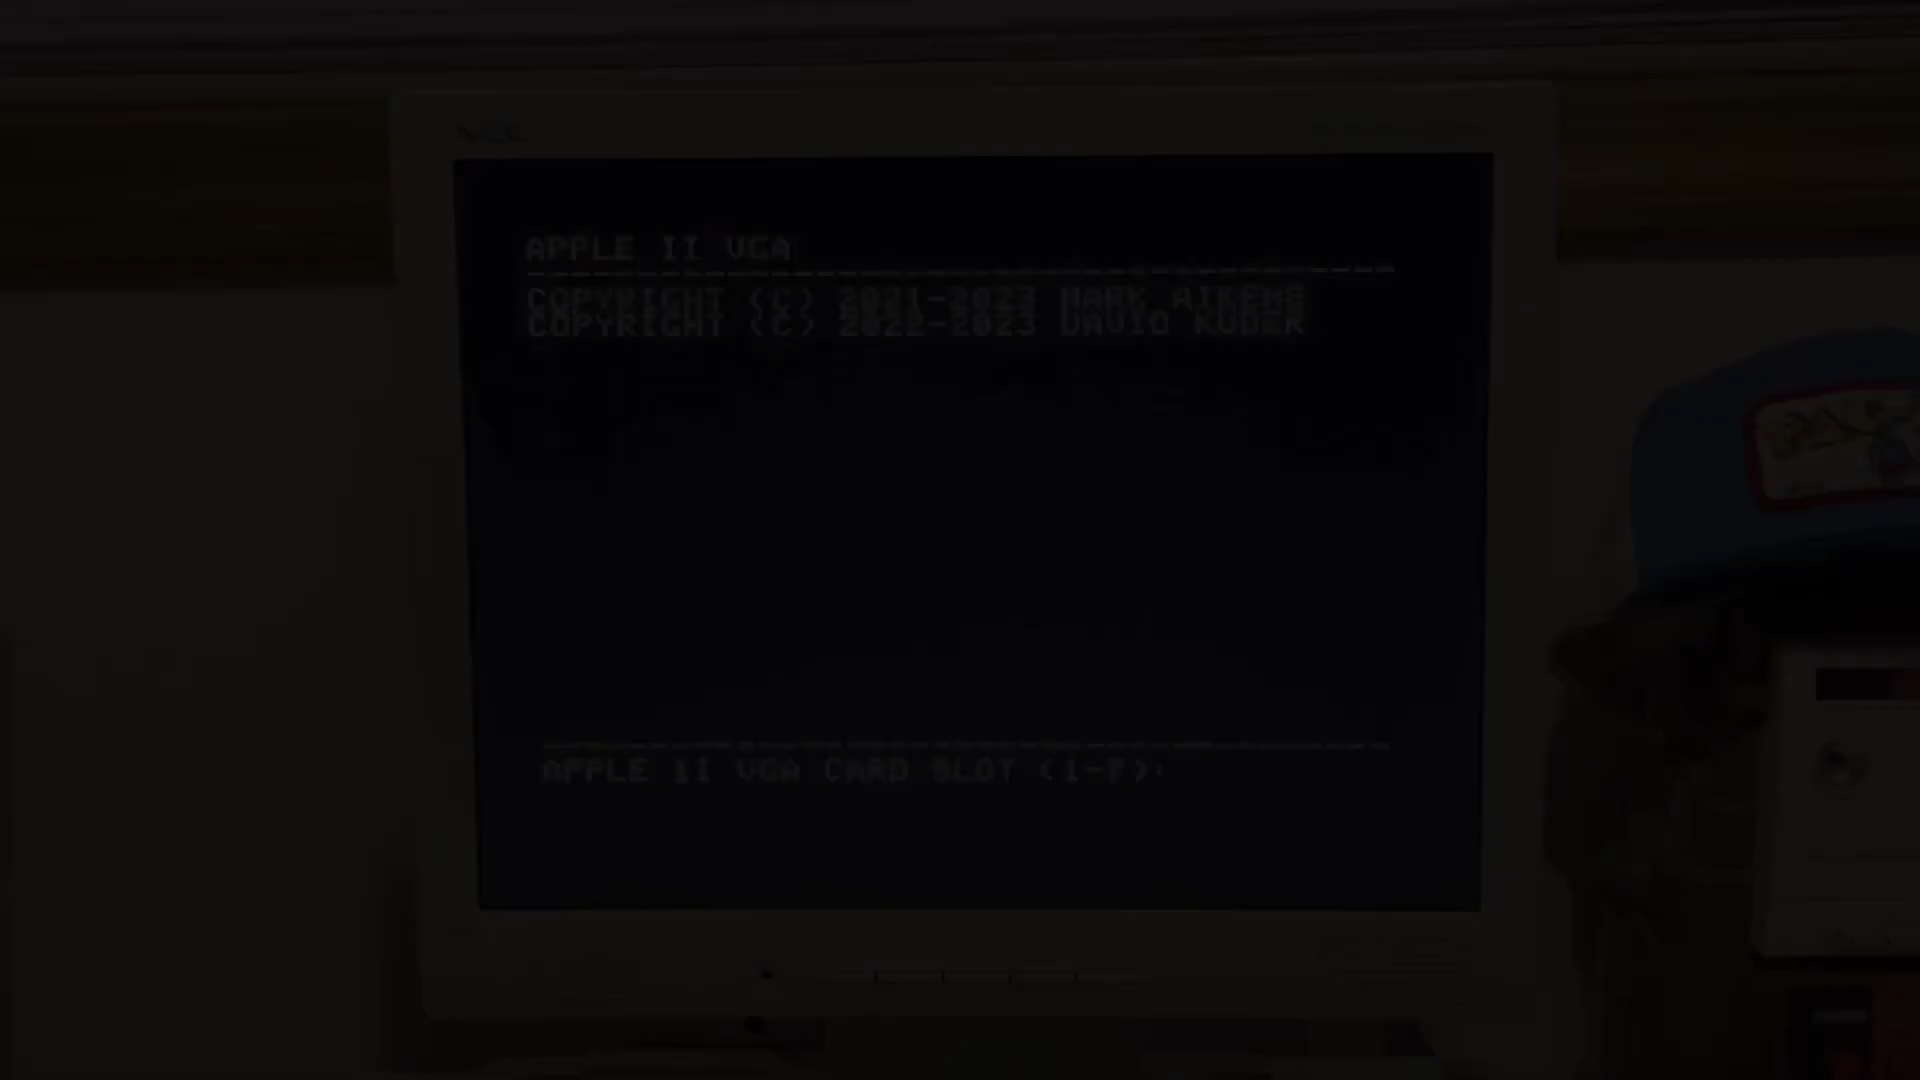 NEC
APPLE II VGA
COPYRIGHT (C) 2021-2023 MARK AIKENS
COPYRIGHT (C) 2022-2023 DAVID KUDER
APPLE II VGA CARD SLOT (1-7):